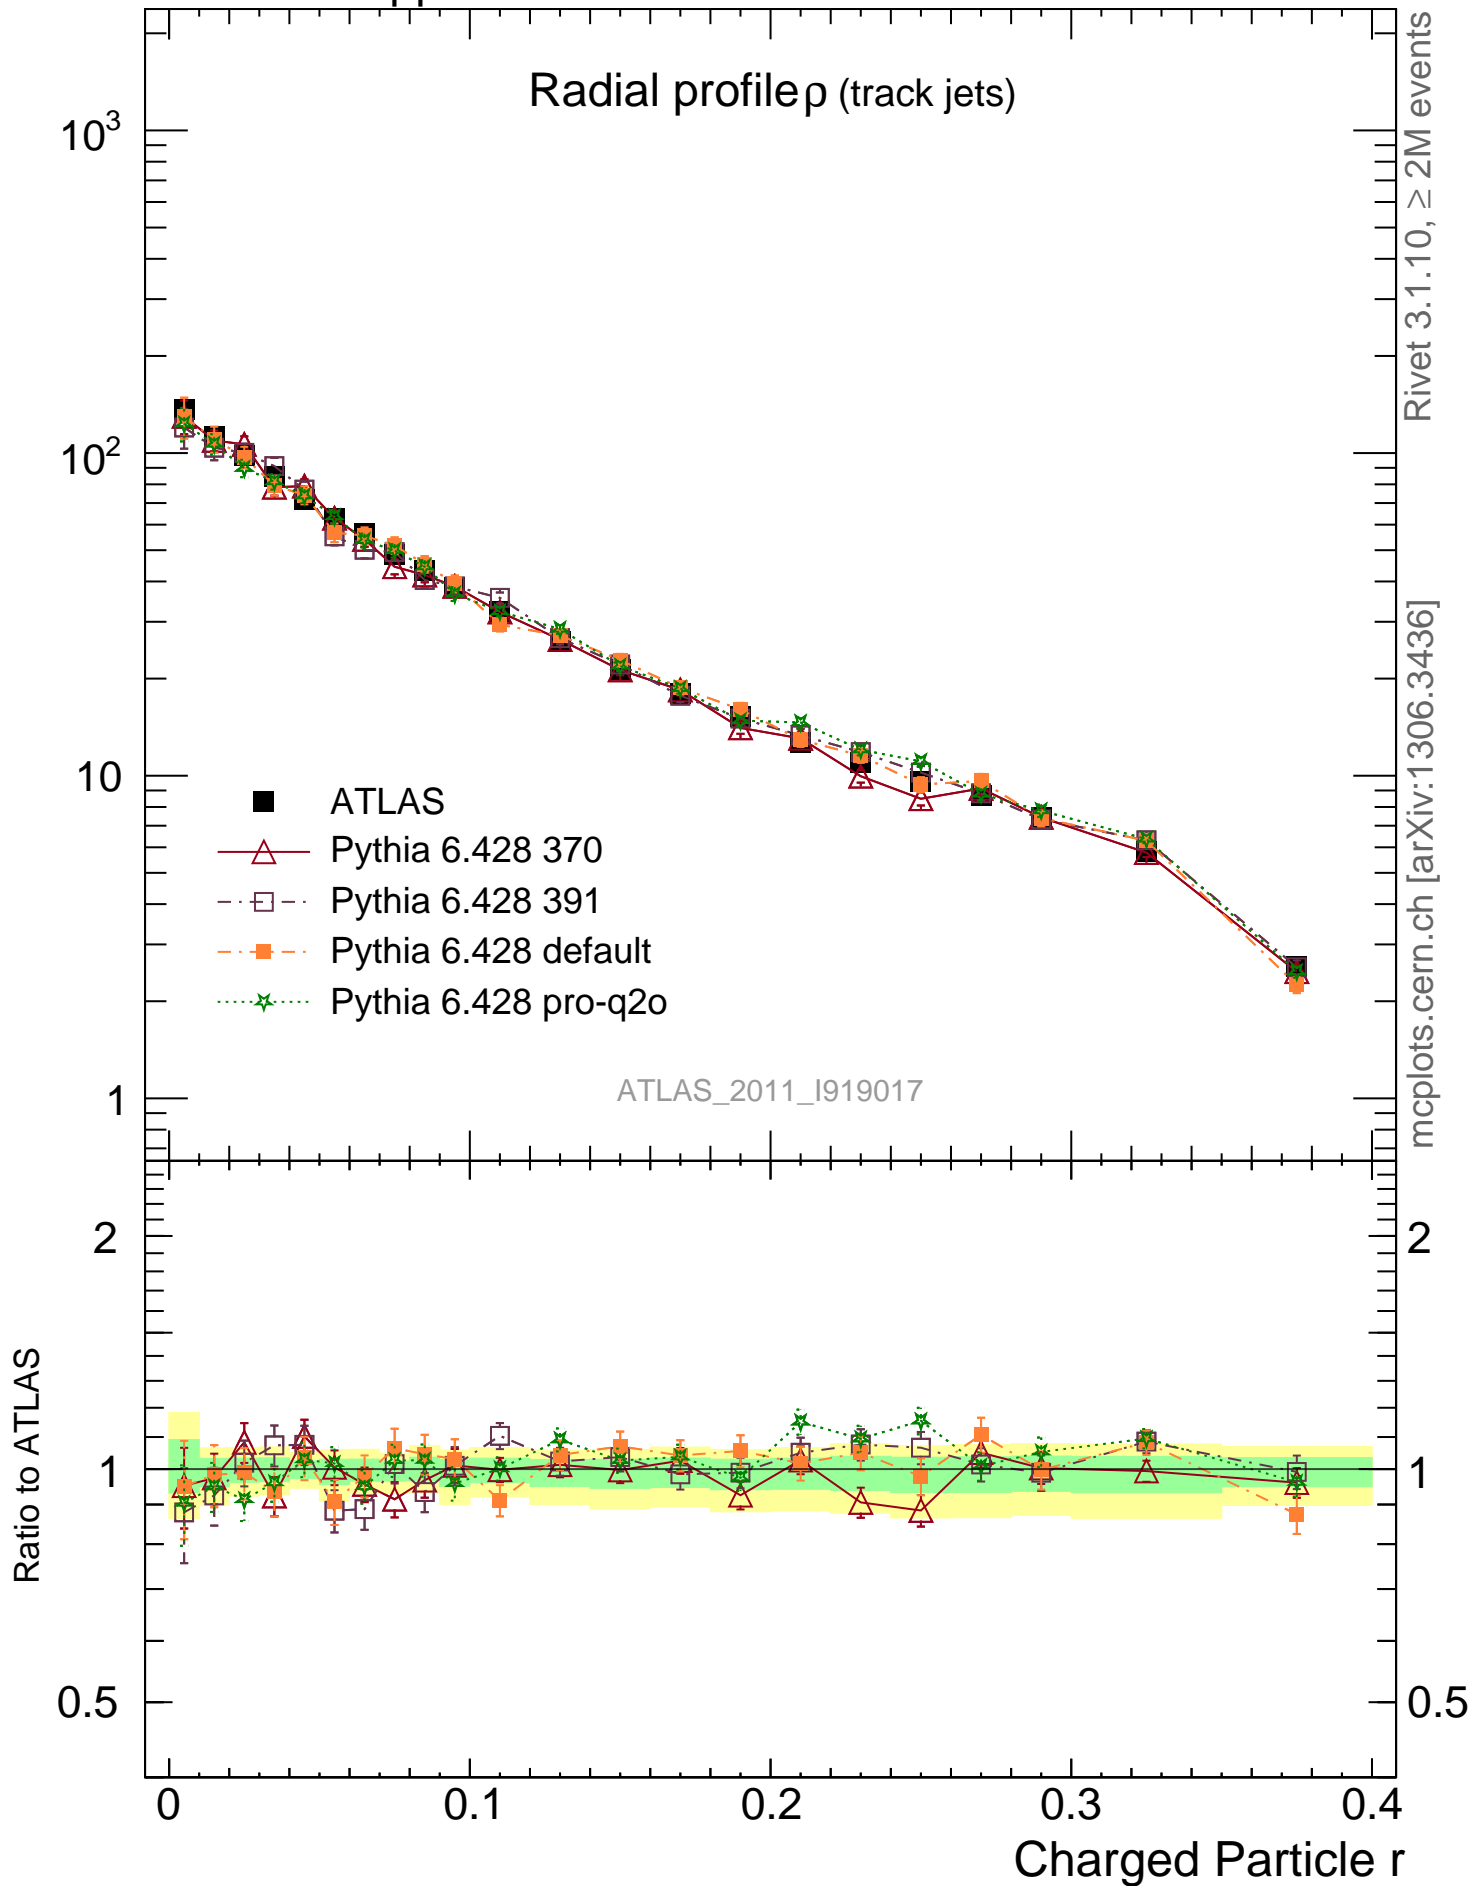 pp
Radial profile ρ (track jets)
10³
10²
10
1
ATLAS
Pythia 6.428 370
Pythia 6.428 391
Pythia 6.428 default
Pythia 6.428 pro-q2o
ATLAS_2011_I919017
Rivet 3.1.10, ≥ 2M events
mcplots.cern.ch [arXiv:1306.3436]
Ratio to ATLAS
2
1
0.5
2
1
0.5
0 0.1 0.2 0.3 0.4
Charged Particle r